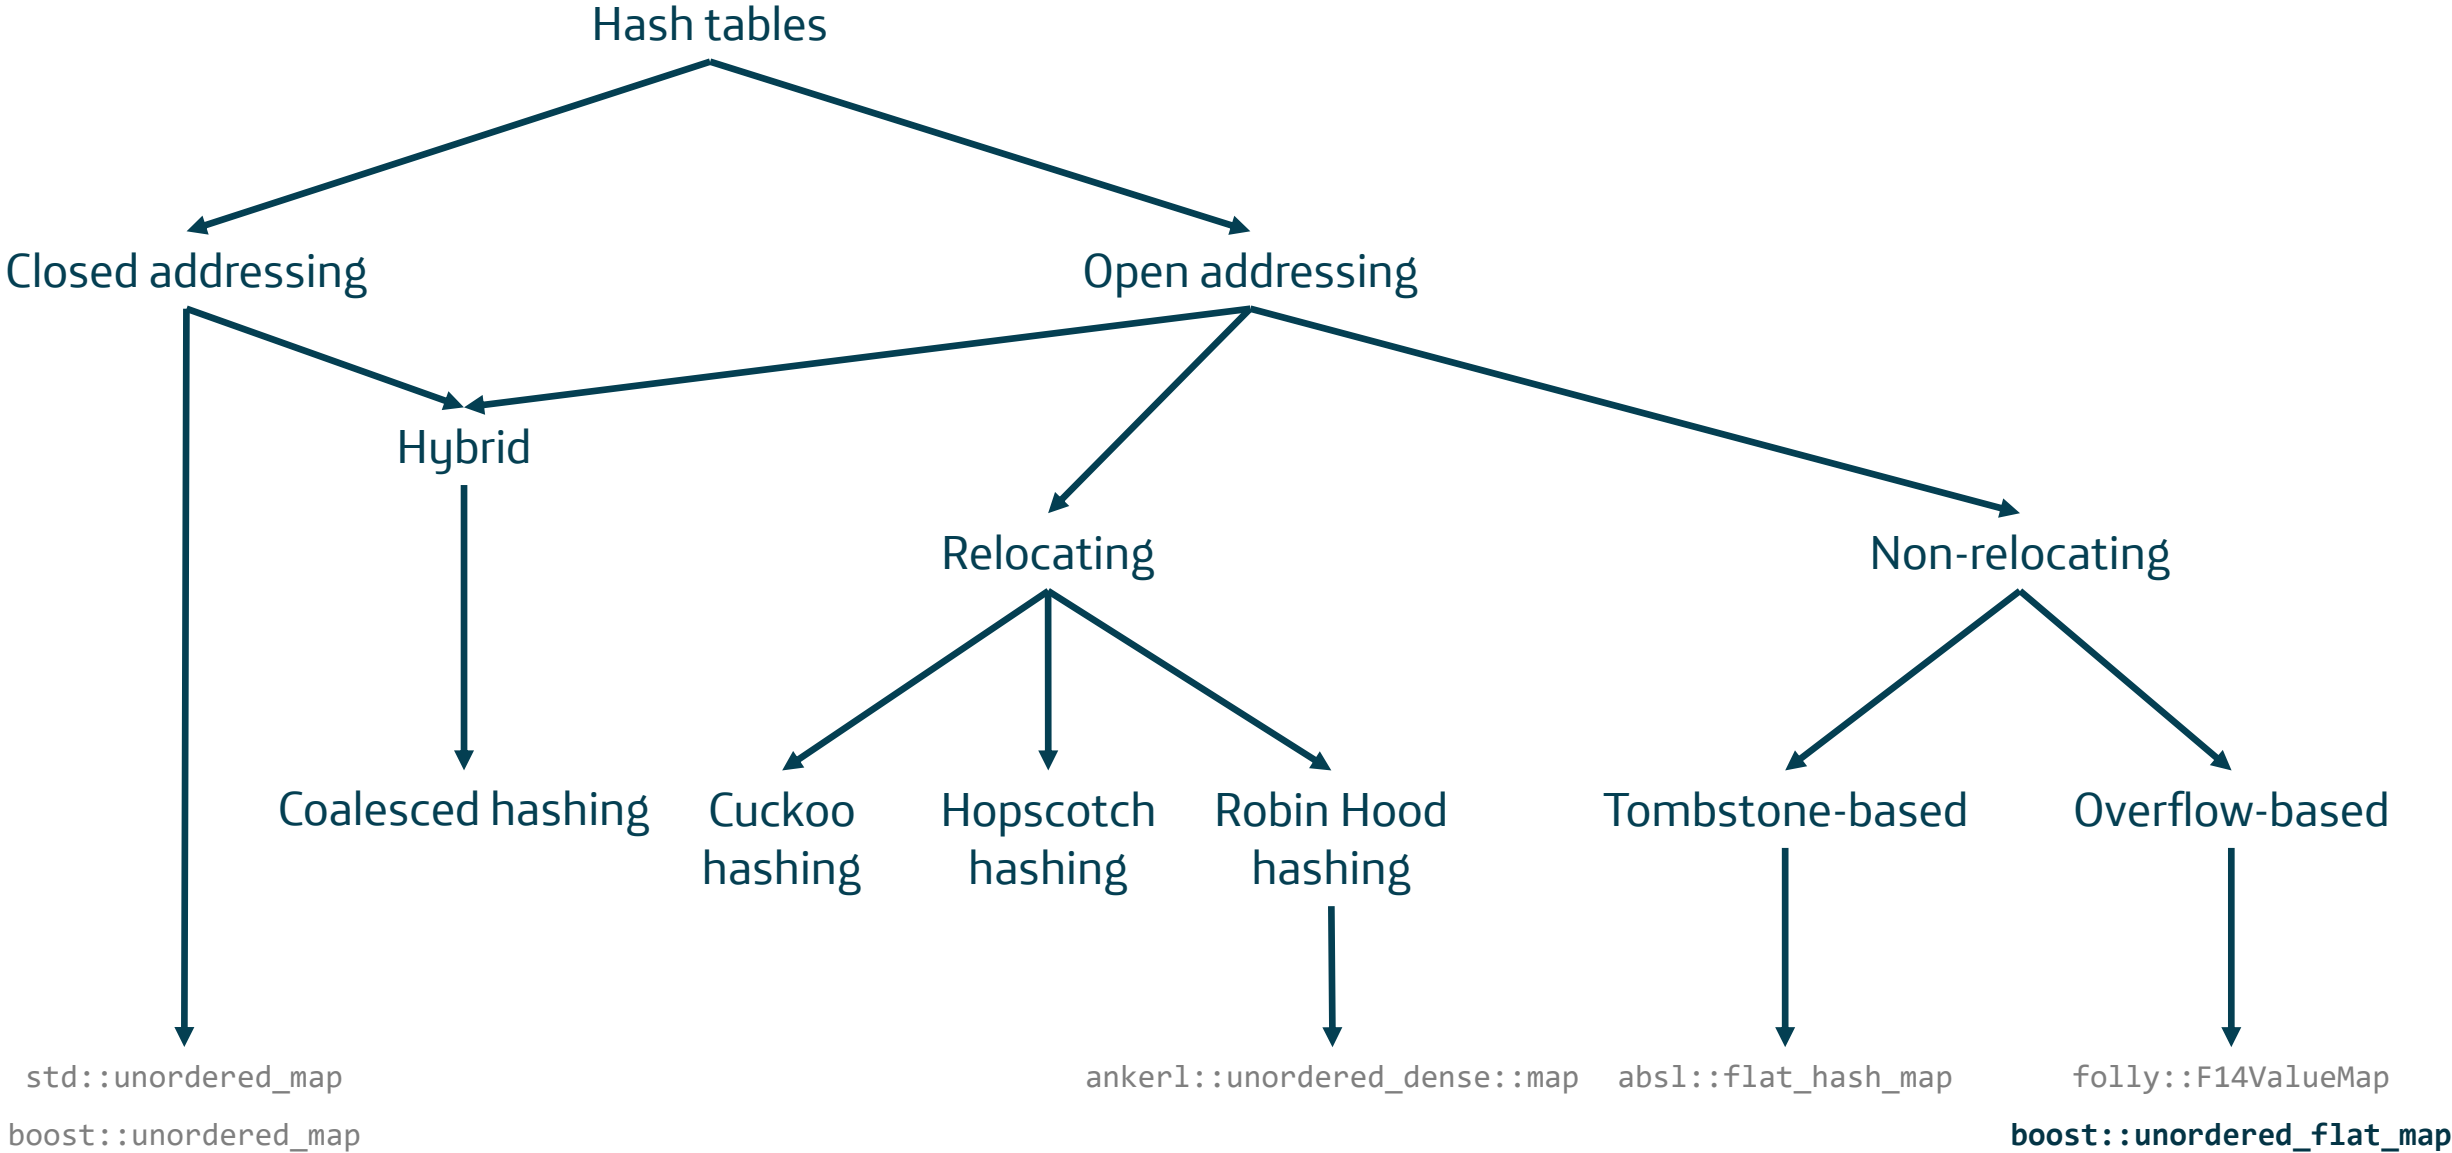 Hash tables
Closed addressing
Open addressing
Hybrid
Relocating
Non-relocating
Coalesced hashing
Cuckoo
hashing
Hopscotch
hashing
Robin Hood
hashing
Tombstone-based
Overflow-based
std::unordered_map
boost::unordered_map
ankerl::unordered_dense::map
absl::flat_hash_map
folly::F14ValueMap
boost::unordered_flat_map